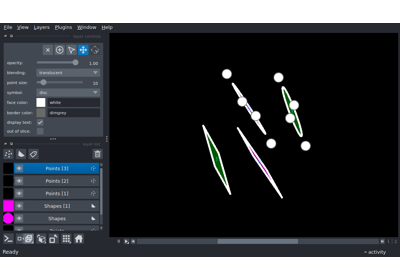 File View Layers Plugins Window Help
opacity: 1.00
blending: translucent
point size: 10
symbol: disc
face color: white
border color: dimgrey
display text:
out of slice:
Points [3]
Points [2]
Points [1]
Shapes [1]
Shapes
Ready
activity